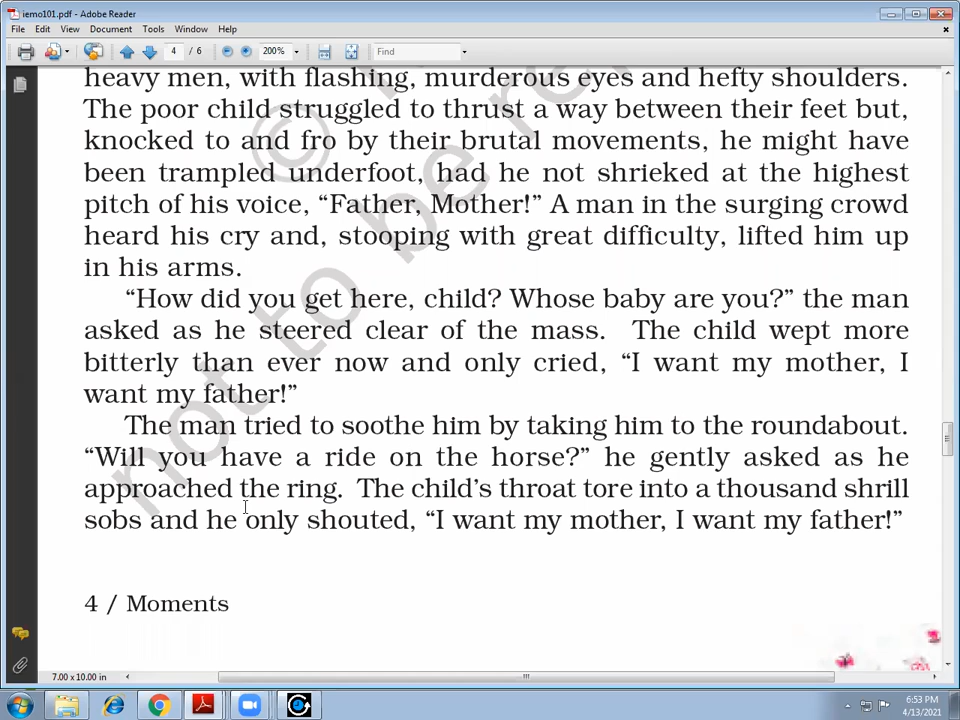 iemo101.pdf - Adobe Reader
File Edit View Document Tools Window Help
4 / 6 200% Find
heavy men, with flashing, murderous eyes and hefty shoulders.
The poor child struggled to thrust a way between their feet but,
knocked to and fro by their brutal movements, he might have
been trampled underfoot, had he not shrieked at the highest
pitch of his voice, “Father, Mother!” A man in the surging crowd
heard his cry and, stooping with great difficulty, lifted him up
in his arms.
“How did you get here, child? Whose baby are you?” the man
asked as he steered clear of the mass. The child wept more
bitterly than ever now and only cried, “I want my mother, I
want my father!”
The man tried to soothe him by taking him to the roundabout.
“Will you have a ride on the horse?” he gently asked as he
approached the ring. The child’s throat tore into a thousand shrill
sobs and he only shouted, “I want my mother, I want my father!”
4 / Moments
©
not to be re
7.00 x 10.00 in
6:53 PM
4/13/2021